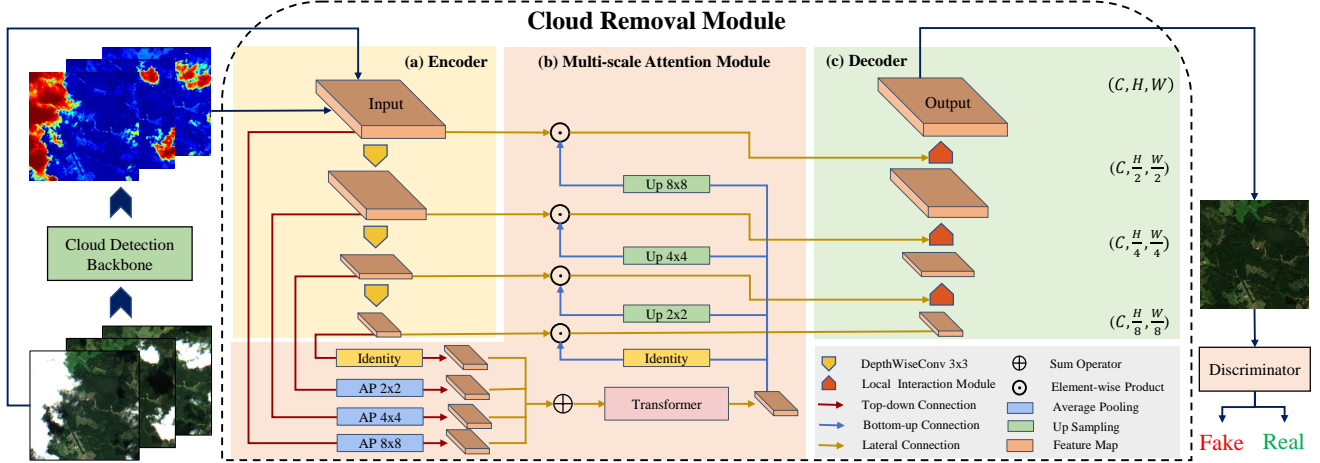 Cloud Removal Module
(a) Encoder
(b) Multi-scale Attention Module
(c) Decoder
Input
Output
(C, H, W)
Up 8x8
(C, H/2, W/2)
Cloud Detection
Backbone
Up 4x4
(C, H/4, W/4)
Up 2x2
(C, H/8, W/8)
Identity
Identity
AP 2x2
AP 4x4
AP 8x8
Transformer
DepthWiseConv 3x3
Local Interaction Module
Top-down Connection
Bottom-up Connection
Lateral Connection
Sum Operator
Element-wise Product
Average Pooling
Up Sampling
Feature Map
Discriminator
Fake
Real